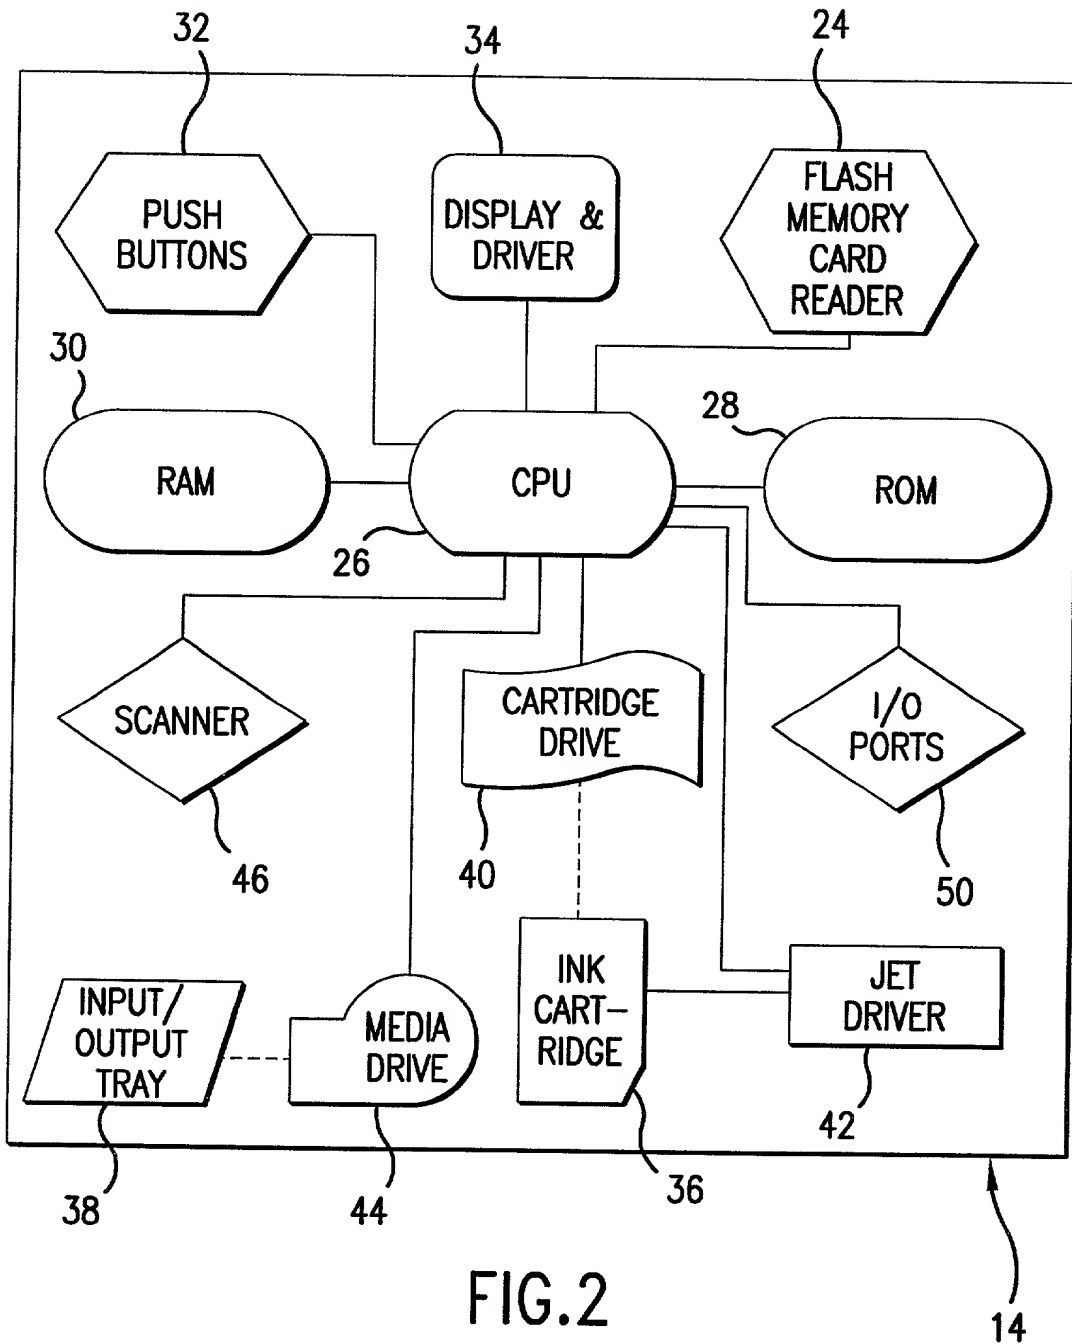 32
34
24
PUSH
BUTTONS
DISPLAY &
DRIVER
FLASH
MEMORY
CARD
READER
30
28
RAM
CPU
ROM
26
SCANNER
CARTRIDGE
DRIVE
I/O
PORTS
46
40
50
INPUT/
OUTPUT
TRAY
MEDIA
DRIVE
INK
CART-
RIDGE
JET
DRIVER
38
44
36
42
14
FIG.2